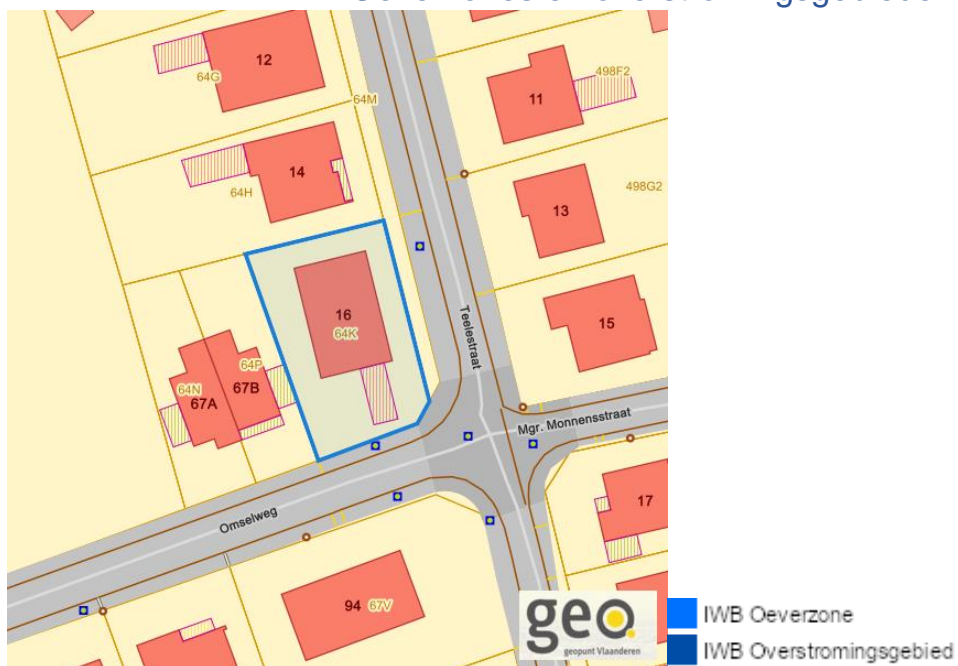 12
64G
64M
11
498F2
14
64H
13
498G2
16
64K
Teelestraat
15
64P
64N
67B
67A
Mgr. Monnensstraat
Omselweg
17
94 67V
geo.
geopunt Vlaanderen
IWB Oeverzone
IWB Overstromingsgebied